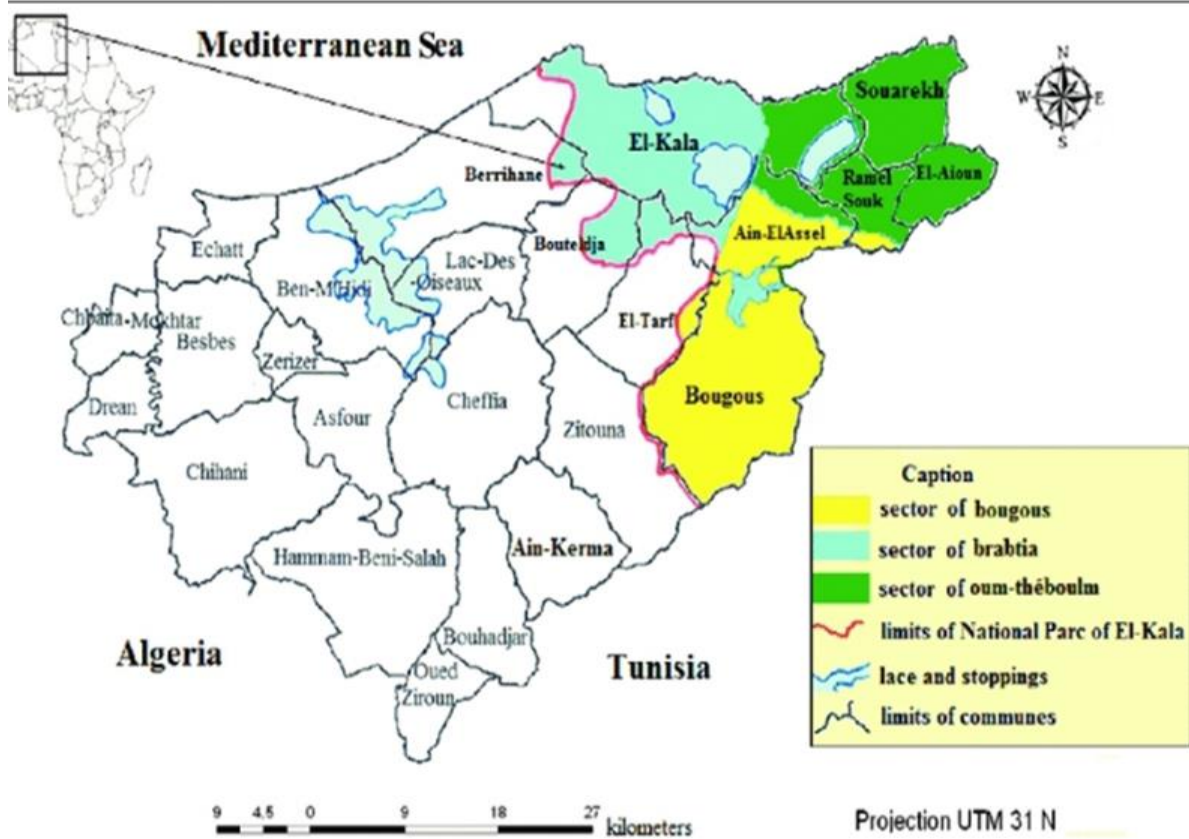 Mediterranean Sea
N
W E
S
Souarekh
El-Kala
El-Aioun
Ramel
Souk
Berrihane
Ain-ElAssel
Bouteldja
Echatt
Lac-Des
-Oiseaux
Ben-M'Hidi
El-Tarf
Chbaita-Mokhtar
Besbes
Zerizer
Bougous
Cheffia
Drean
Asfour
Zitouna
Chihani
Caption
sector of bougous
sector of brabtia
sector of oum-théboulm
limits of National Parc of El-Kala
lace and stoppings
limits of communes
Hammam-Beni-Salah
Ain-Kerma
Bouhadjar
Algeria
Tunisia
Oued
Ziroun
9 4,5 0 9 18 27
kilometers
Projection UTM 31 N